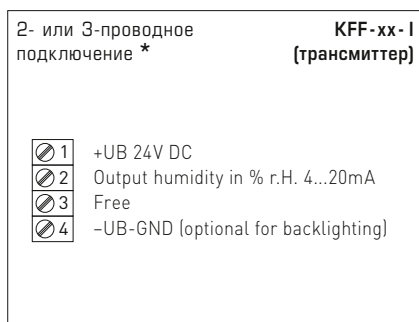 2- или 3-проводное KFF-xx-I
подключение * (трансмиттер)
1 +UB 24V DC
2 Output humidity in % r.H. 4...20mA
3 Free
4 –UB-GND (optional for backlighting)